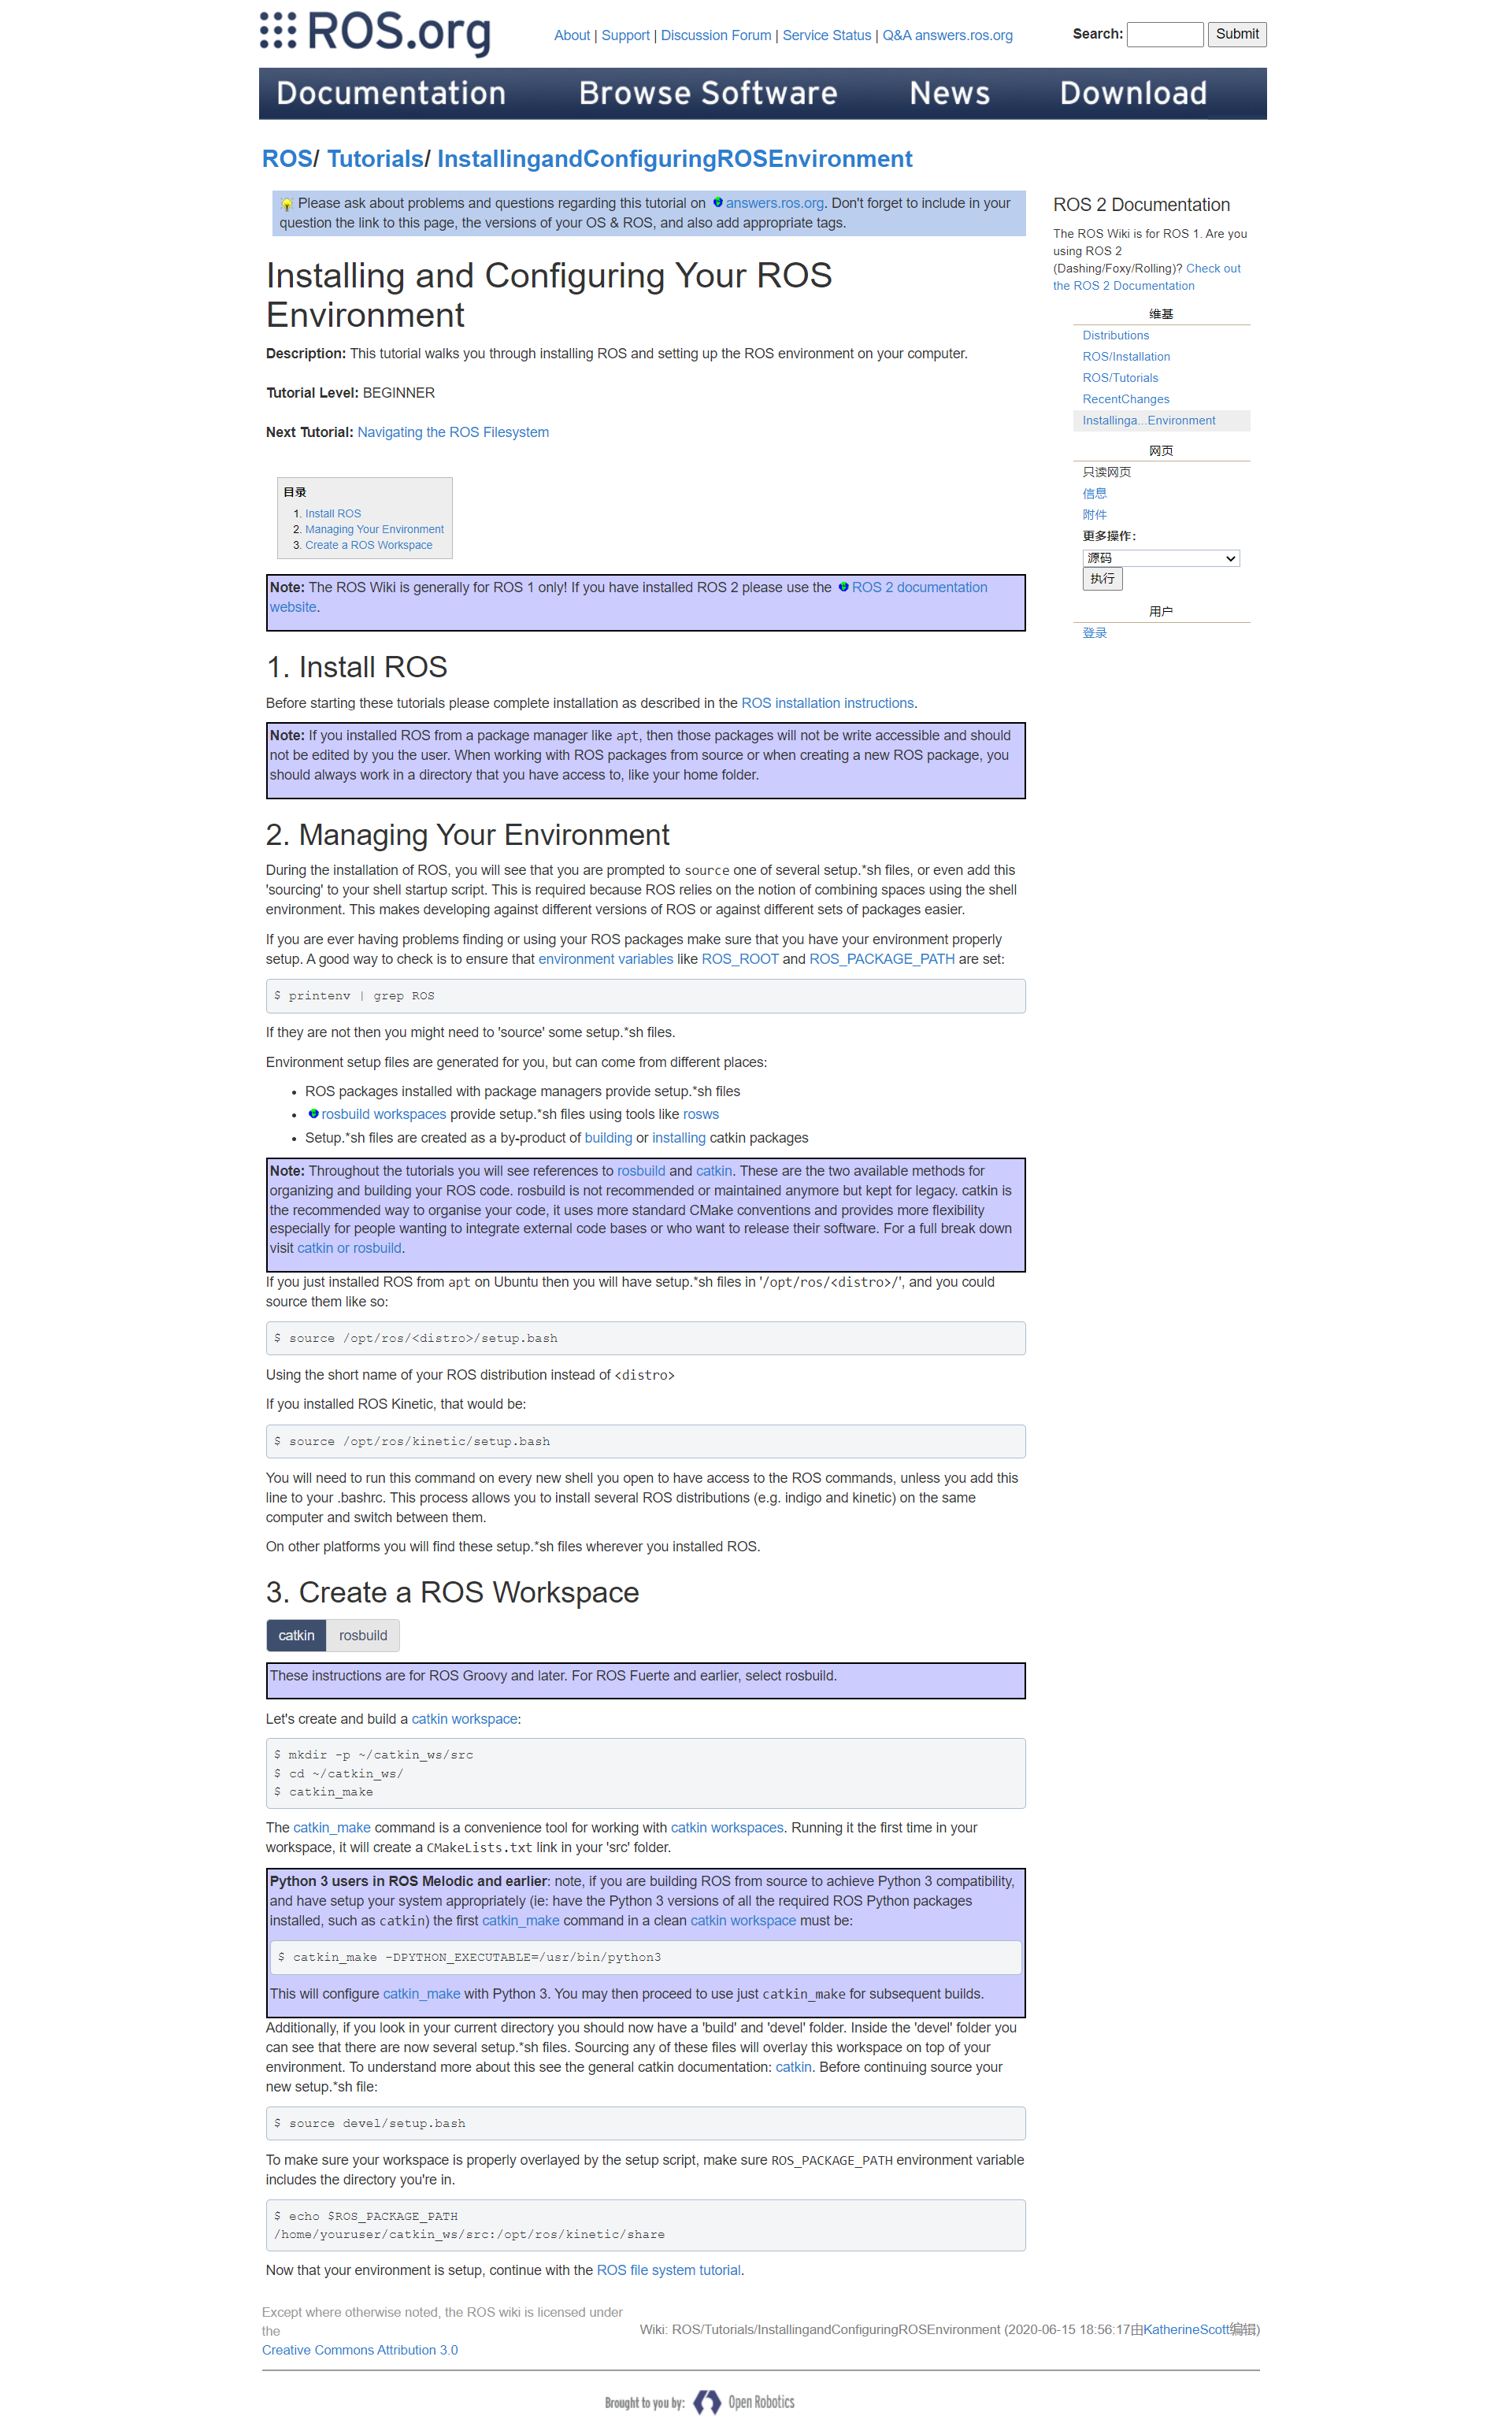 ROS.org
About | Support | Discussion Forum | Service Status | Q&A answers.ros.org
Search: Submit
Documentation Browse Software News Download
ROS/ Tutorials/ InstallingandConfiguringROSEnvironment
Please ask about problems and questions regarding this tutorial on answers.ros.org. Don't forget to include in your
question the link to this page, the versions of your OS & ROS, and also add appropriate tags.
Installing and Configuring Your ROS
Environment
Description: This tutorial walks you through installing ROS and setting up the ROS environment on your computer.
Tutorial Level: BEGINNER
Next Tutorial: Navigating the ROS Filesystem
目录
1. Install ROS
2. Managing Your Environment
3. Create a ROS Workspace
Note: The ROS Wiki is generally for ROS 1 only! If you have installed ROS 2 please use the ROS 2 documentation
website.
1. Install ROS
Before starting these tutorials please complete installation as described in the ROS installation instructions.
Note: If you installed ROS from a package manager like apt, then those packages will not be write accessible and should
not be edited by you the user. When working with ROS packages from source or when creating a new ROS package, you
should always work in a directory that you have access to, like your home folder.
2. Managing Your Environment
During the installation of ROS, you will see that you are prompted to source one of several setup.*sh files, or even add this
'sourcing' to your shell startup script. This is required because ROS relies on the notion of combining spaces using the shell
environment. This makes developing against different versions of ROS or against different sets of packages easier.
If you are ever having problems finding or using your ROS packages make sure that you have your environment properly
setup. A good way to check is to ensure that environment variables like ROS_ROOT and ROS_PACKAGE_PATH are set:
$ printenv | grep ROS
If they are not then you might need to 'source' some setup.*sh files.
Environment setup files are generated for you, but can come from different places:
• ROS packages installed with package managers provide setup.*sh files
• rosbuild workspaces provide setup.*sh files using tools like rosws
• Setup.*sh files are created as a by-product of building or installing catkin packages
Note: Throughout the tutorials you will see references to rosbuild and catkin. These are the two available methods for
organizing and building your ROS code. rosbuild is not recommended or maintained anymore but kept for legacy. catkin is
the recommended way to organise your code, it uses more standard CMake conventions and provides more flexibility
especially for people wanting to integrate external code bases or who want to release their software. For a full break down
visit catkin or rosbuild.
If you just installed ROS from apt on Ubuntu then you will have setup.*sh files in '/opt/ros/<distro>/', and you could
source them like so:
$ source /opt/ros/<distro>/setup.bash
Using the short name of your ROS distribution instead of <distro>
If you installed ROS Kinetic, that would be:
$ source /opt/ros/kinetic/setup.bash
You will need to run this command on every new shell you open to have access to the ROS commands, unless you add this
line to your .bashrc. This process allows you to install several ROS distributions (e.g. indigo and kinetic) on the same
computer and switch between them.
On other platforms you will find these setup.*sh files wherever you installed ROS.
3. Create a ROS Workspace
catkin rosbuild
These instructions are for ROS Groovy and later. For ROS Fuerte and earlier, select rosbuild.
Let's create and build a catkin workspace:
$ mkdir -p ~/catkin_ws/src
$ cd ~/catkin_ws/
$ catkin_make
The catkin_make command is a convenience tool for working with catkin workspaces. Running it the first time in your
workspace, it will create a CMakeLists.txt link in your 'src' folder.
Python 3 users in ROS Melodic and earlier: note, if you are building ROS from source to achieve Python 3 compatibility,
and have setup your system appropriately (ie: have the Python 3 versions of all the required ROS Python packages
installed, such as catkin) the first catkin_make command in a clean catkin workspace must be:
$ catkin_make -DPYTHON_EXECUTABLE=/usr/bin/python3
This will configure catkin_make with Python 3. You may then proceed to use just catkin_make for subsequent builds.
Additionally, if you look in your current directory you should now have a 'build' and 'devel' folder. Inside the 'devel' folder you
can see that there are now several setup.*sh files. Sourcing any of these files will overlay this workspace on top of your
environment. To understand more about this see the general catkin documentation: catkin. Before continuing source your
new setup.*sh file:
$ source devel/setup.bash
To make sure your workspace is properly overlayed by the setup script, make sure ROS_PACKAGE_PATH environment variable
includes the directory you're in.
$ echo $ROS_PACKAGE_PATH
/home/youruser/catkin_ws/src:/opt/ros/kinetic/share
Now that your environment is setup, continue with the ROS file system tutorial.
ROS 2 Documentation
The ROS Wiki is for ROS 1. Are you
using ROS 2
(Dashing/Foxy/Rolling)? Check out
the ROS 2 Documentation
维基
Distributions
ROS/Installation
ROS/Tutorials
RecentChanges
Installinga...Environment
网页
只读网页
信息
附件
更多操作:
源码
执行
用户
登录
Except where otherwise noted, the ROS wiki is licensed under
the
Creative Commons Attribution 3.0
Wiki: ROS/Tutorials/InstallingandConfiguringROSEnvironment (2020-06-15 18:56:17由KatherineScott编辑)
Brought to you by: Open Robotics